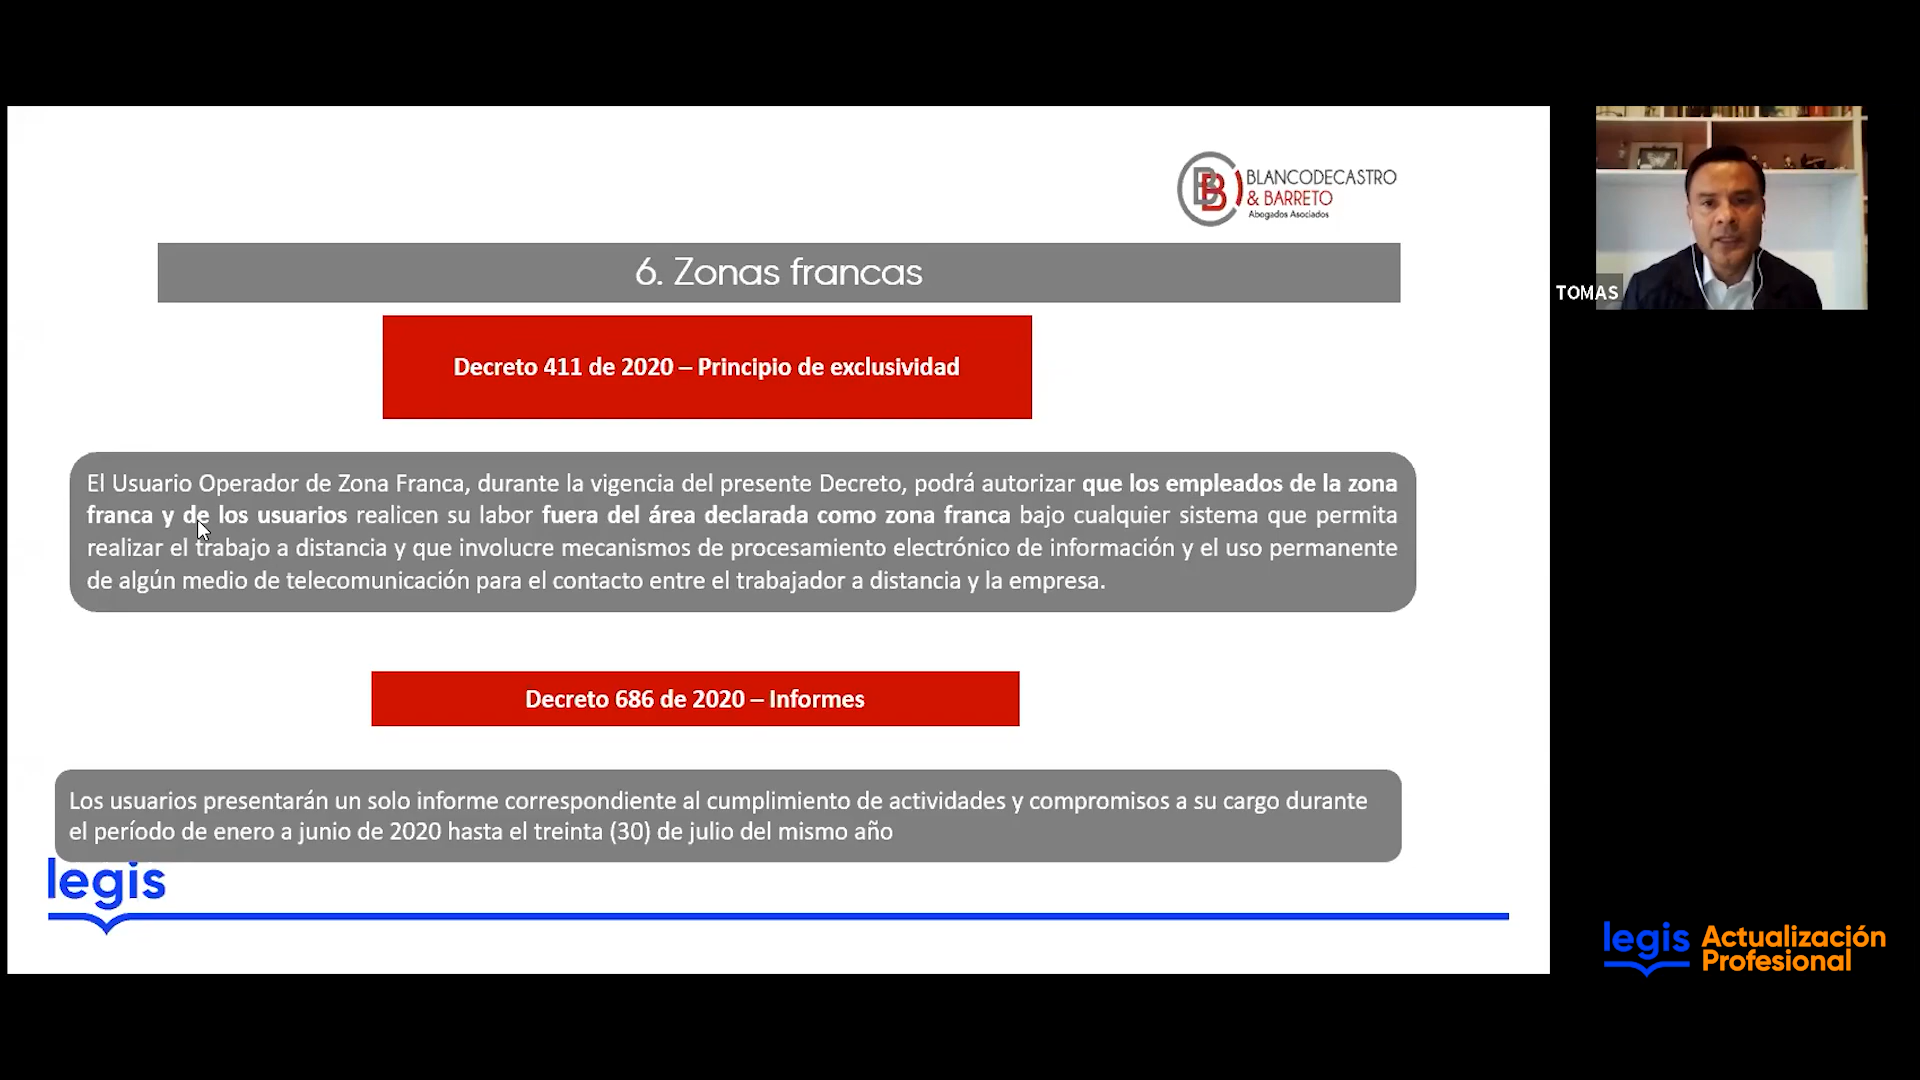 BLANCODECASTRO
& BARRETO
Abogados Asociados
6. Zonas francas
Decreto 411 de 2020 – Principio de exclusividad
El Usuario Operador de Zona Franca, durante la vigencia del presente Decreto, podrá autorizar que los empleados de la zona
franca y de los usuarios realicen su labor fuera del área declarada como zona franca bajo cualquier sistema que permita
realizar el trabajo a distancia y que involucre mecanismos de procesamiento electrónico de información y el uso permanente
de algún medio de telecomunicación para el contacto entre el trabajador a distancia y la empresa.
Decreto 686 de 2020 – Informes
Los usuarios presentarán un solo informe correspondiente al cumplimiento de actividades y compromisos a su cargo durante
el período de enero a junio de 2020 hasta el treinta (30) de julio del mismo año
legis
TOMAS
legis Actualización
Profesional